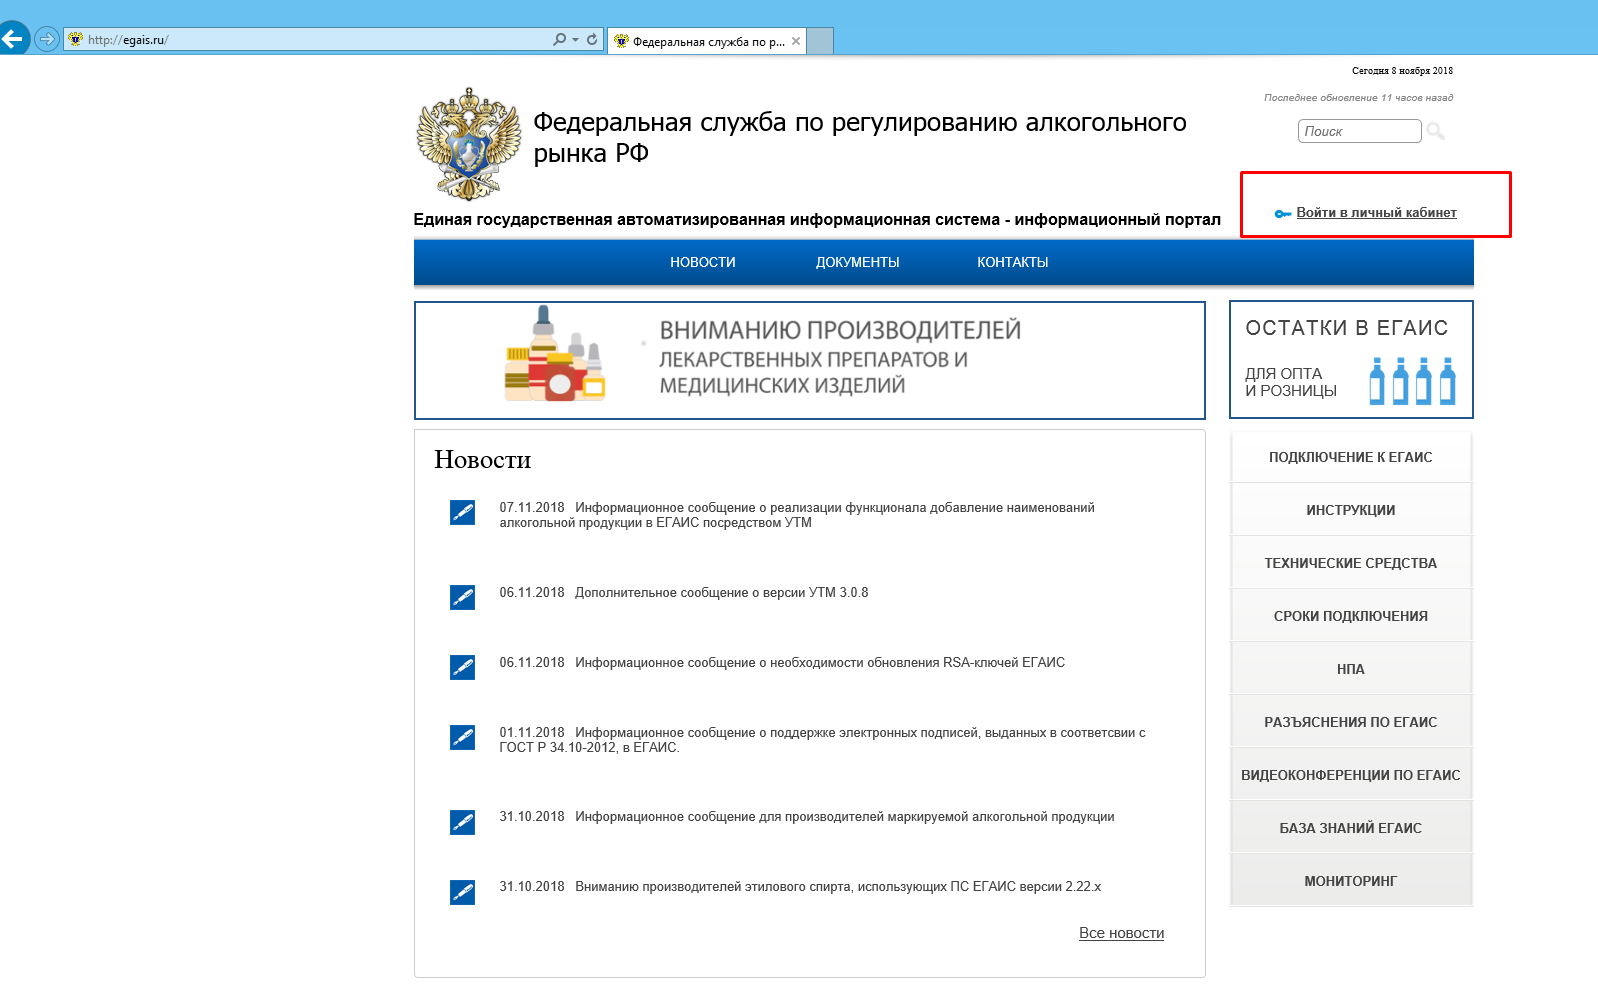 http://egais.ru/
Федеральная служба по р...
Сегодня 8 ноября 2018
Последнее обновление 11 часов назад
Поиск
Федеральная служба по регулированию алкогольного
рынка РФ
Войти в личный кабинет
Единая государственная автоматизированная информационная система - информационный портал
НОВОСТИ
ДОКУМЕНТЫ
КОНТАКТЫ
ВНИМАНИЮ ПРОИЗВОДИТЕЛЕЙ
ЛЕКАРСТВЕННЫХ ПРЕПАРАТОВ И
МЕДИЦИНСКИХ ИЗДЕЛИЙ
ОСТАТКИ В ЕГАИС
ДЛЯ ОПТА
И РОЗНИЦЫ
Новости
07.11.2018 Информационное сообщение о реализации функционала добавление наименований
алкогольной продукции в ЕГАИС посредством УТМ
06.11.2018 Дополнительное сообщение о версии УТМ 3.0.8
06.11.2018 Информационное сообщение о необходимости обновления RSA-ключей ЕГАИС
01.11.2018 Информационное сообщение о поддержке электронных подписей, выданных в соответсвии с
ГОСТ Р 34.10-2012, в ЕГАИС.
31.10.2018 Информационное сообщение для производителей маркируемой алкогольной продукции
31.10.2018 Вниманию производителей этилового спирта, использующих ПС ЕГАИС версии 2.22.x
Все новости
ПОДКЛЮЧЕНИЕ К ЕГАИС
ИНСТРУКЦИИ
ТЕХНИЧЕСКИЕ СРЕДСТВА
СРОКИ ПОДКЛЮЧЕНИЯ
НПА
РАЗЪЯСНЕНИЯ ПО ЕГАИС
ВИДЕОКОНФЕРЕНЦИИ ПО ЕГАИС
БАЗА ЗНАНИЙ ЕГАИС
МОНИТОРИНГ